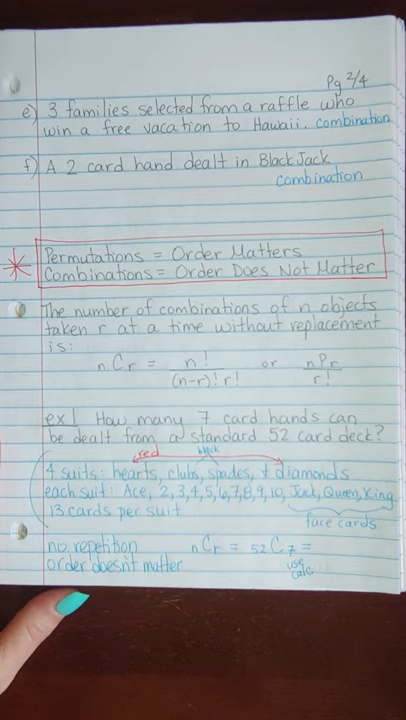 Pg 2/4
e) 3 families selected from a raffle who
win a free vacation to Hawaii. combination
f) A 2 card hand dealt in BlackJack
combination
Permutations = Order Matters
Combinations = Order Does Not Matter
The number of combinations of n objects
taken r at a time without replacement
is:
nCr = n! / (n-r)! r! or nPr / r!
ex1 How many 7 card hands can
be dealt from a standard 52 card deck?
red black
4 suits: hearts, clubs, spades, & diamonds
each suit: Ace, 2,3,4,5,6,7,8,9,10, Jack, Queen, King
13 cards per suit
face cards
no repetition nCr = 52C7 =
order doesn't matter use
calc